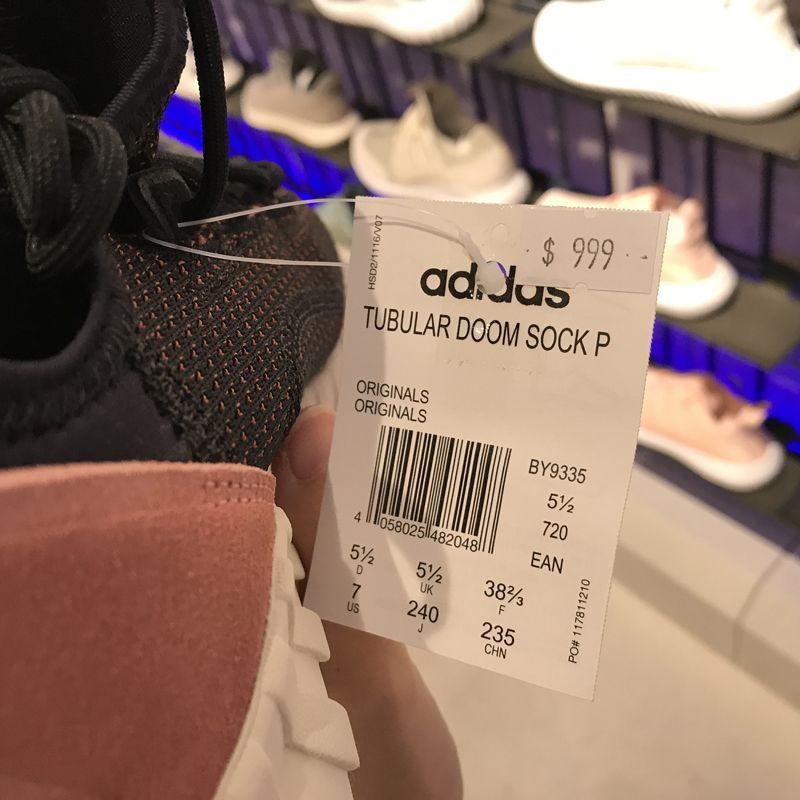 HSD2/1116/V07
$ 999
adidas
TUBULAR DOOM SOCK P
ORIGINALS
ORIGINALS
BY9335
5½
720
EAN
4 058025 482048
5½ 5½ 38⅔
D UK F
7 240 235
US J CHN
PO# 117811210